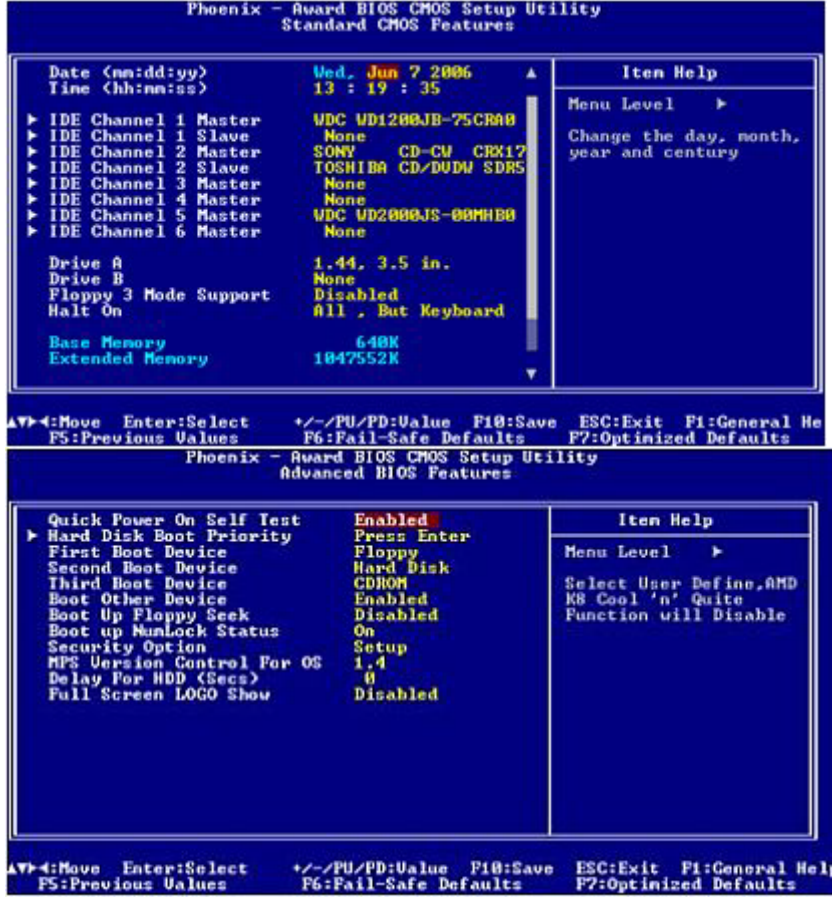 Phoenix - Award BIOS CMOS Setup Utility
Standard CMOS Features
Date (mm:dd:yy) Wed, Jun 7 2006
Time (hh:mm:ss) 13 : 19 : 35
IDE Channel 1 Master WDC WD1200JB-75CRA0
IDE Channel 1 Slave None
IDE Channel 2 Master SONY CD-CW CRX17
IDE Channel 2 Slave TOSHIBA CD/DVDW SDR5
IDE Channel 3 Master None
IDE Channel 4 Master None
IDE Channel 5 Master WDC WD2000JS-00MHB0
IDE Channel 6 Master None
Drive A 1.44, 3.5 in.
Drive B None
Floppy 3 Mode Support Disabled
Halt On All , But Keyboard
Base Memory 640K
Extended Memory 1047552K
Item Help
Menu Level ►
Change the day, month,
year and century
▲▼►◄:Move Enter:Select +/-/PU/PD:Value F10:Save ESC:Exit F1:General He
F5:Previous Values F6:Fail-Safe Defaults F7:Optimized Defaults
Phoenix - Award BIOS CMOS Setup Utility
Advanced BIOS Features
Quick Power On Self Test Enabled
Hard Disk Boot Priority Press Enter
First Boot Device Floppy
Second Boot Device Hard Disk
Third Boot Device CDROM
Boot Other Device Enabled
Boot Up Floppy Seek Disabled
Boot up NumLock Status On
Security Option Setup
MPS Version Control For OS 1.4
Delay For HDD (Secs) 0
Full Screen LOGO Show Disabled
Item Help
Menu Level ►
Select User Define,AMD
K8 Cool 'n' Quite
Function will Disable
▲▼►◄:Move Enter:Select +/-/PU/PD:Value F10:Save ESC:Exit F1:General Hel
F5:Previous Values F6:Fail-Safe Defaults F7:Optimized Defaults